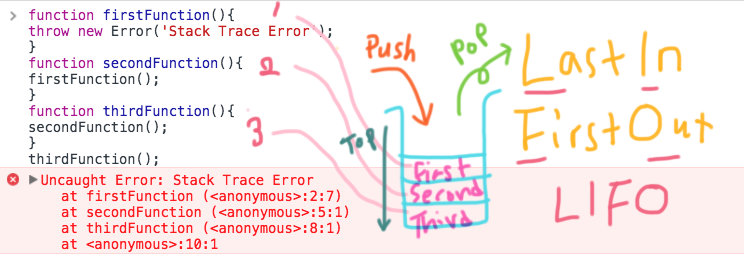 > function firstFunction(){
throw new Error('Stack Trace Error');
}
function secondFunction(){
firstFunction();
}
function thirdFunction(){
secondFunction();
}
thirdFunction();
Uncaught Error: Stack Trace Error
at firstFunction (<anonymous>:2:7)
at secondFunction (<anonymous>:5:1)
at thirdFunction (<anonymous>:8:1)
at <anonymous>:10:1
1
2
3
Push
PoP
ToP
First
Second
Third
Last In
First Out
LIFO